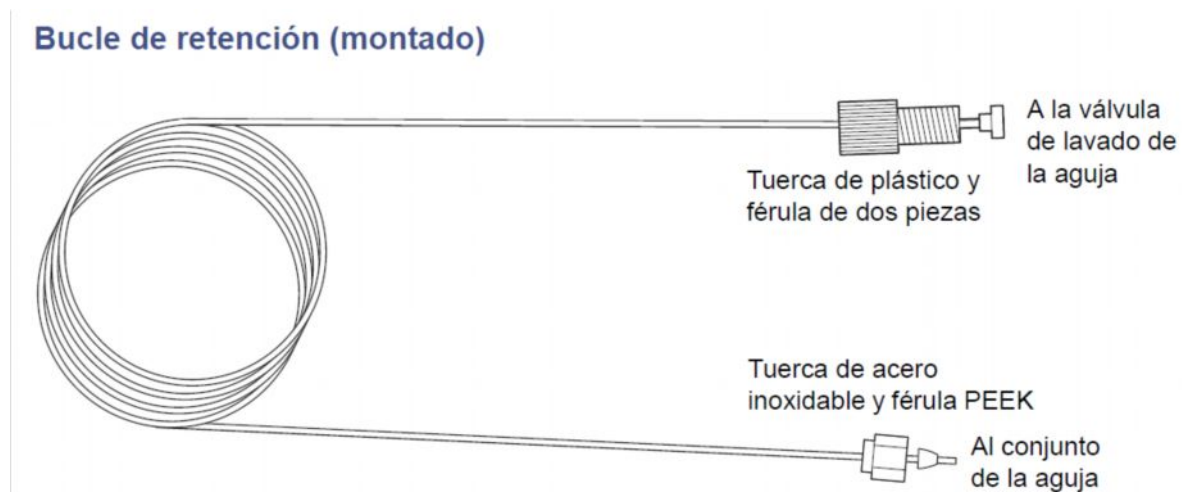 Bucle de retención (montado)
A la válvula
de lavado de
la aguja
Tuerca de plástico y
férula de dos piezas
Tuerca de acero
inoxidable y férula PEEK
Al conjunto
de la aguja